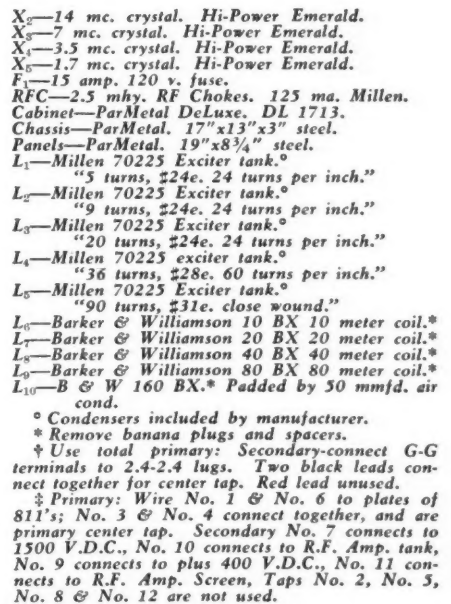 X₂—14 mc. crystal. Hi-Power Emerald.
X₃—7 mc. crystal. Hi-Power Emerald.
X₄—3.5 mc. crystal. Hi-Power Emerald.
X₅—1.7 mc. crystal. Hi-Power Emerald.
F₁—15 amp. 120 v. fuse.
RFC—2.5 mhy. RF Chokes. 125 ma. Millen.
Cabinet—ParMetal DeLuxe. DL 1713.
Chassis—ParMetal. 17"x13"x3" steel.
Panels—ParMetal. 19"x8¾" steel.
L₁—Millen 70225 Exciter tank.°
"5 turns, #24e. 24 turns per inch."
L₂—Millen 70225 Exciter tank.°
"9 turns, #24e. 24 turns per inch."
L₃—Millen 70225 Exciter tank.°
"20 turns, #24e. 24 turns per inch."
L₄—Millen 70225 exciter tank.°
"36 turns, #28e. 60 turns per inch."
L₅—Millen 70225 Exciter tank.°
"90 turns, #31e. close wound."
L₆—Barker & Williamson 10 BX 10 meter coil.*
L₇—Barker & Williamson 20 BX 20 meter coil.*
L₈—Barker & Williamson 40 BX 40 meter coil.*
L₉—Barker & Williamson 80 BX 80 meter coil.*
L₁₀—B & W 160 BX.* Padded by 50 mmfd. air
cond.
° Condensers included by manufacturer.
* Remove banana plugs and spacers.
† Use total primary: Secondary-connect G-G
terminals to 2.4-2.4 lugs. Two black leads con-
nect together for center tap. Red lead unused.
‡ Primary: Wire No. 1 & No. 6 to plates of
811's; No. 3 & No. 4 connect together, and are
primary center tap. Secondary No. 7 connects to
1500 V.D.C., No. 10 connects to R.F. Amp. tank,
No. 9 connects to plus 400 V.D.C., No. 11 con-
nects to R.F. Amp. Screen, Taps No. 2, No. 5,
No. 8 & No. 12 are not used.